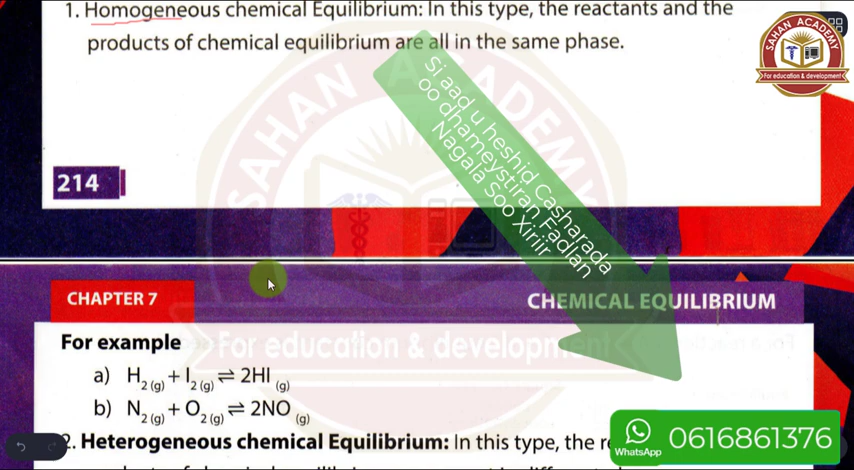 1. Homogeneous chemical Equilibrium: In this type, the reactants and the
products of chemical equilibrium are all in the same phase.
SAHAN ACADEMY
For education & development
Si aad u heshid Casharada
oo dhameystiran Fadlan
Nagala Soo Xiriir
214
SAHAN ACADEMY
For education & development
CHAPTER 7
CHEMICAL EQUILIBRIUM
For example
a) H2 (g) + I2 (g) ⇌ 2HI (g)
b) N2 (g) + O2 (g) ⇌ 2NO (g)
2. Heterogeneous chemical Equilibrium: In this type, the
WhatsApp
0616861376